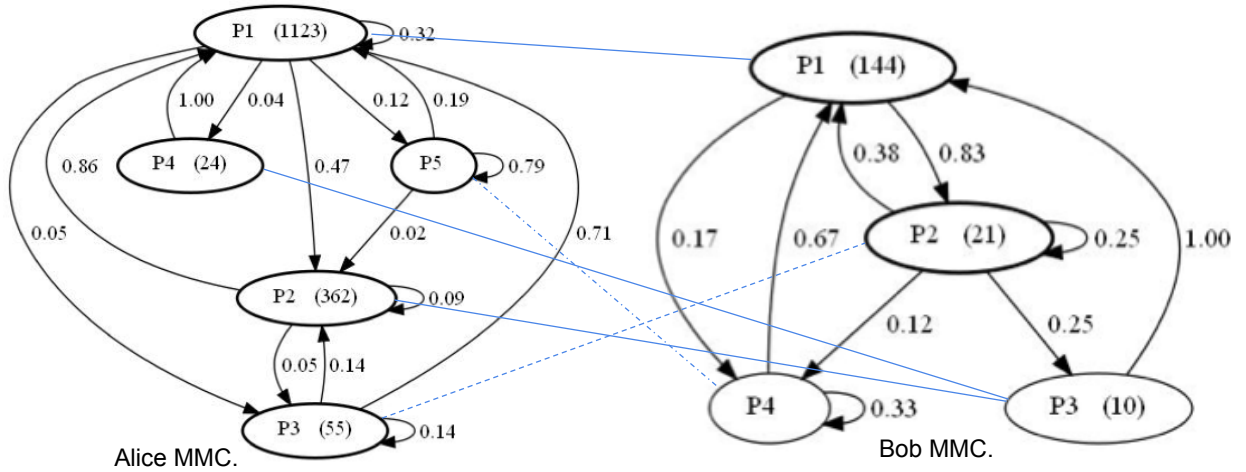 P1 (1123)
0.32
P1 (144)
1.00
0.04
0.12
0.19
0.86
P4 (24)
0.47
P5
0.79
0.38
0.83
0.05
0.02
0.71
0.17
0.67
P2 (21)
0.25
1.00
P2 (362)
0.09
0.12
0.25
0.05
0.14
P4
0.33
P3 (10)
P3 (55)
0.14
Alice MMC.
Bob MMC.